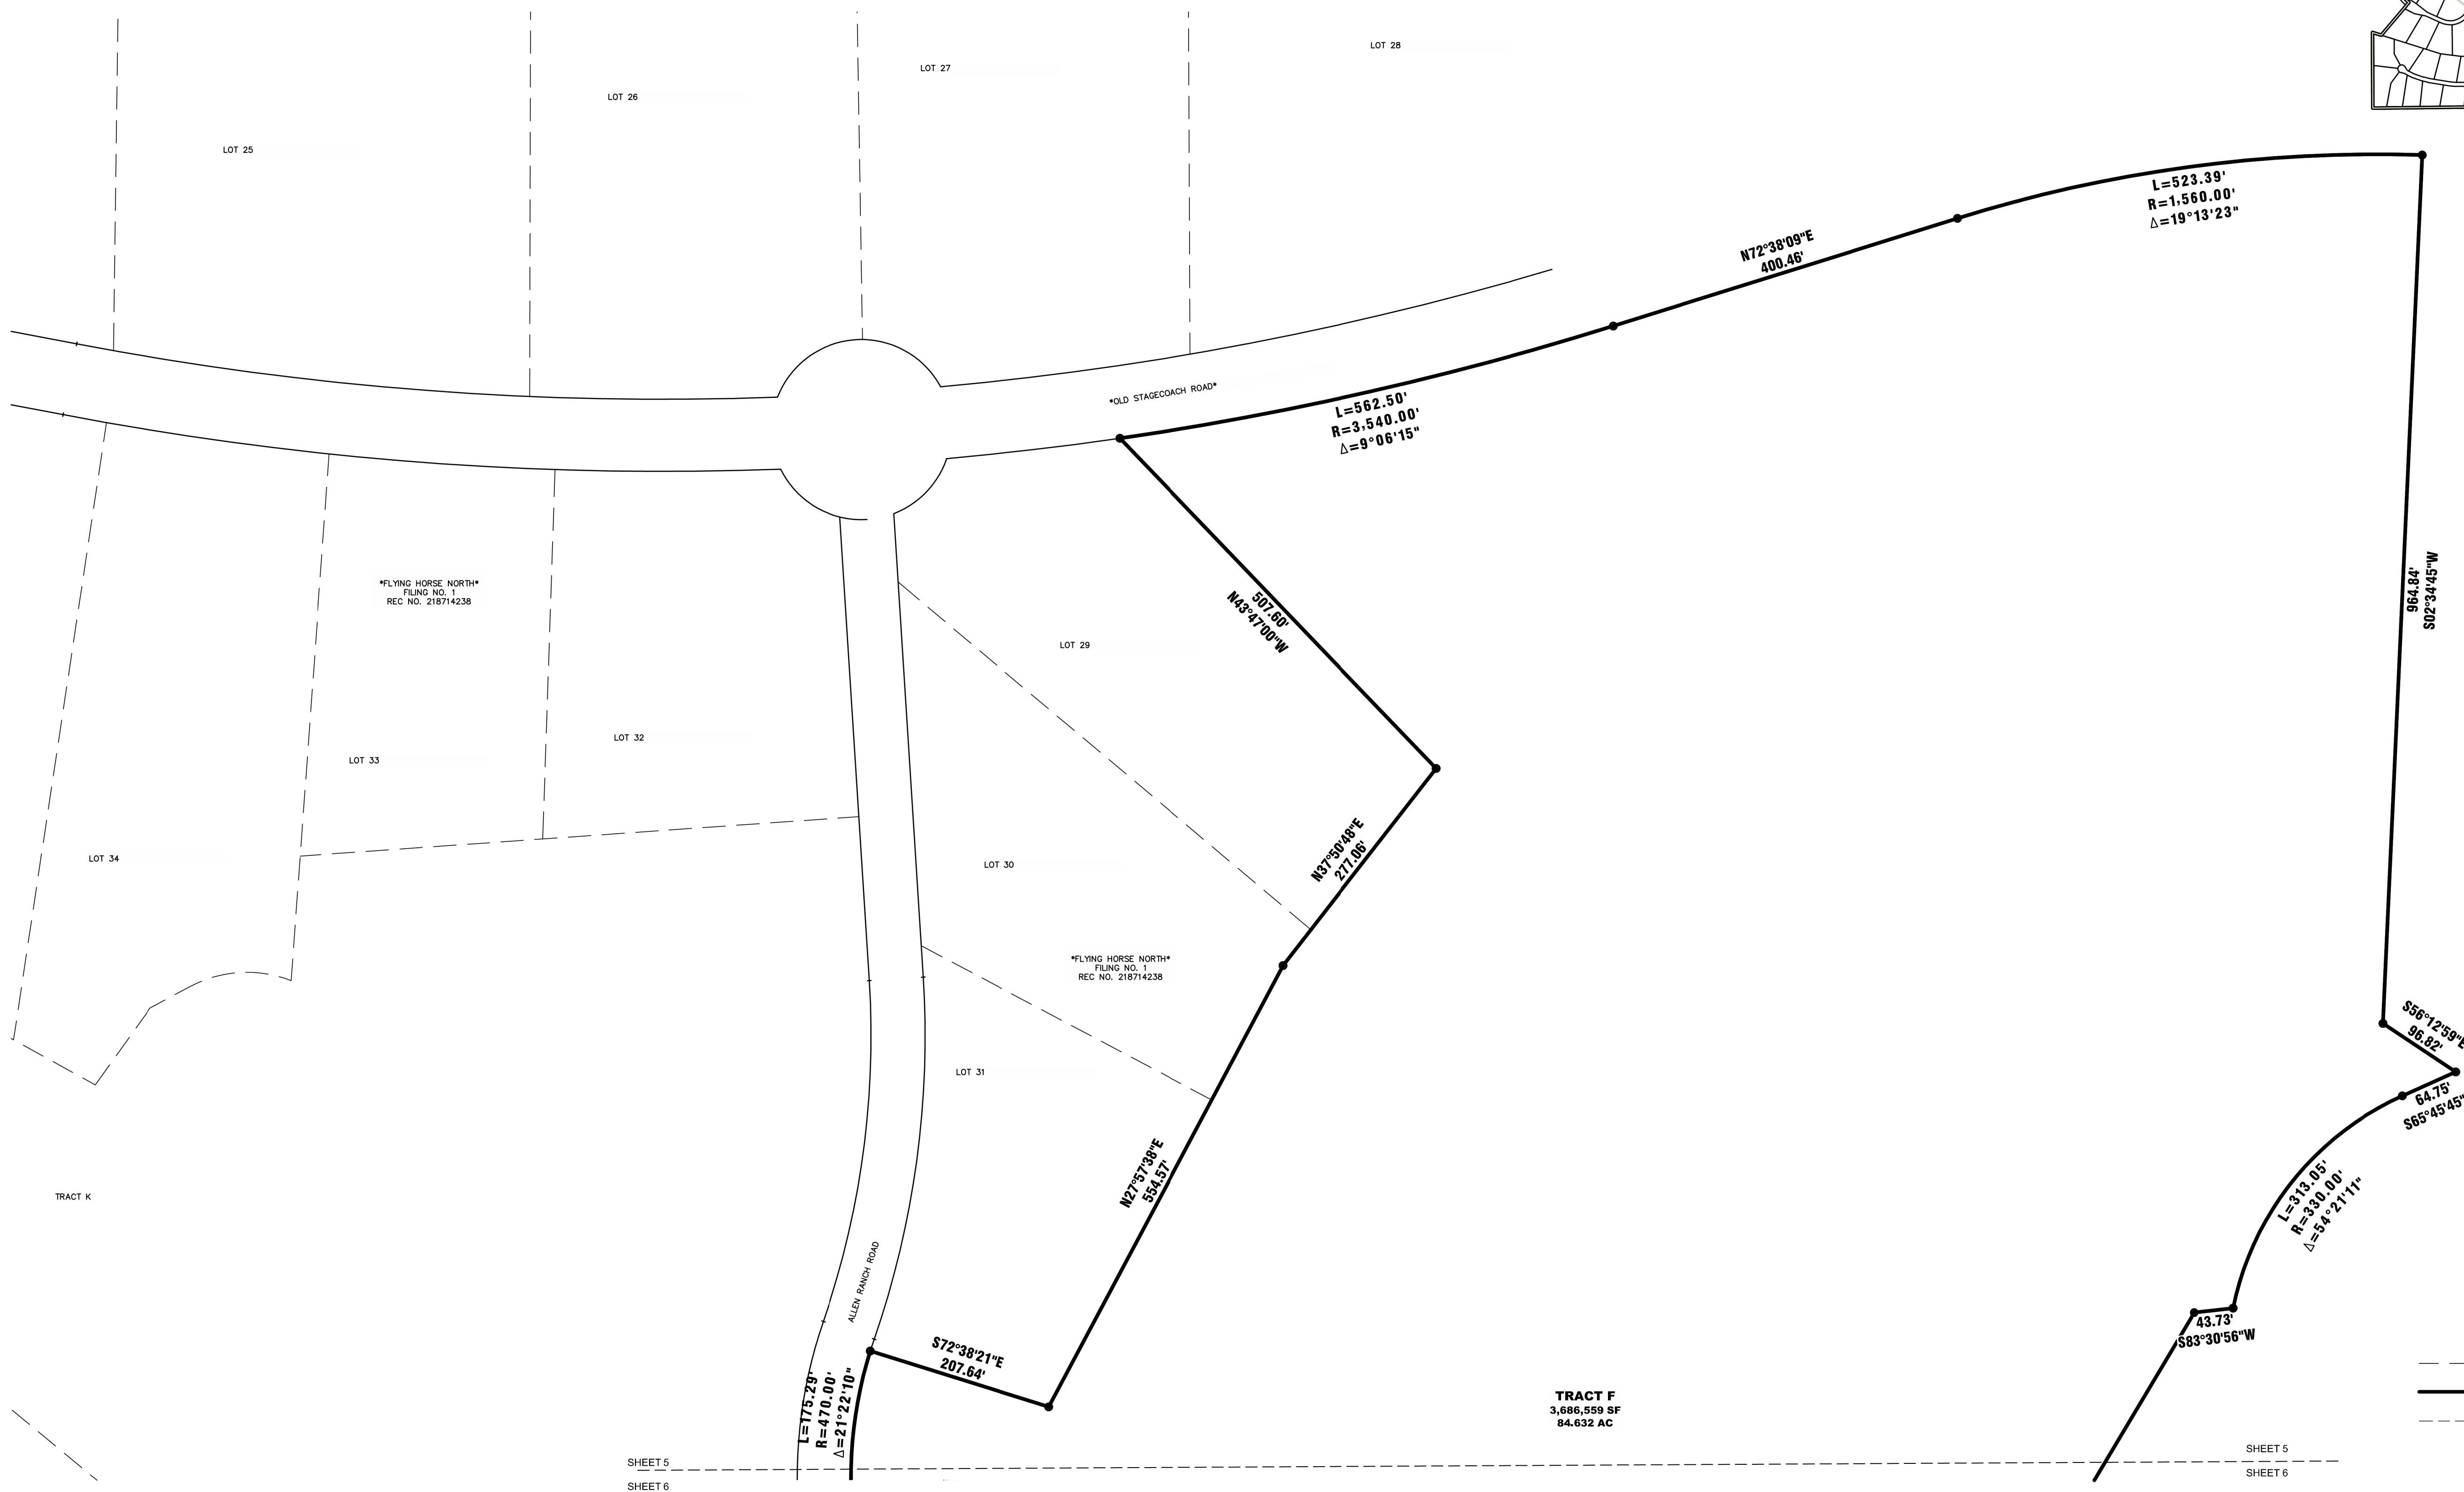 LOT 28
LOT 27
LOT 26
LOT 25
L=523.39'
R=1,560.00'
Δ=19°13'23"
N72°38'09"E
400.46'
*OLD STAGECOACH ROAD*
L=562.50'
R=3,540.00'
Δ=9°06'15"
964.84'
S02°34'45"W
*FLYING HORSE NORTH*
FILING NO. 1
REC NO. 218714238
507.60'
N43°47'00"W
LOT 29
LOT 32
LOT 33
LOT 34
LOT 30
N37°50'48"E
277.06'
*FLYING HORSE NORTH*
FILING NO. 1
REC NO. 218714238
S56°12'59"E
96.82'
64.75'
S65°45'45"
LOT 31
N27°57'38"E
554.57'
TRACT K
L=313.05'
R=330.00'
Δ=54°21'11"
ALLEN RANCH ROAD
43.73'
S83°30'56"W
S72°38'21"E
207.64'
L=175.29'
R=470.00'
Δ=21°22'10"
TRACT F
3,686,559 SF
84.632 AC
SHEET 5
SHEET 6
SHEET 5
SHEET 6